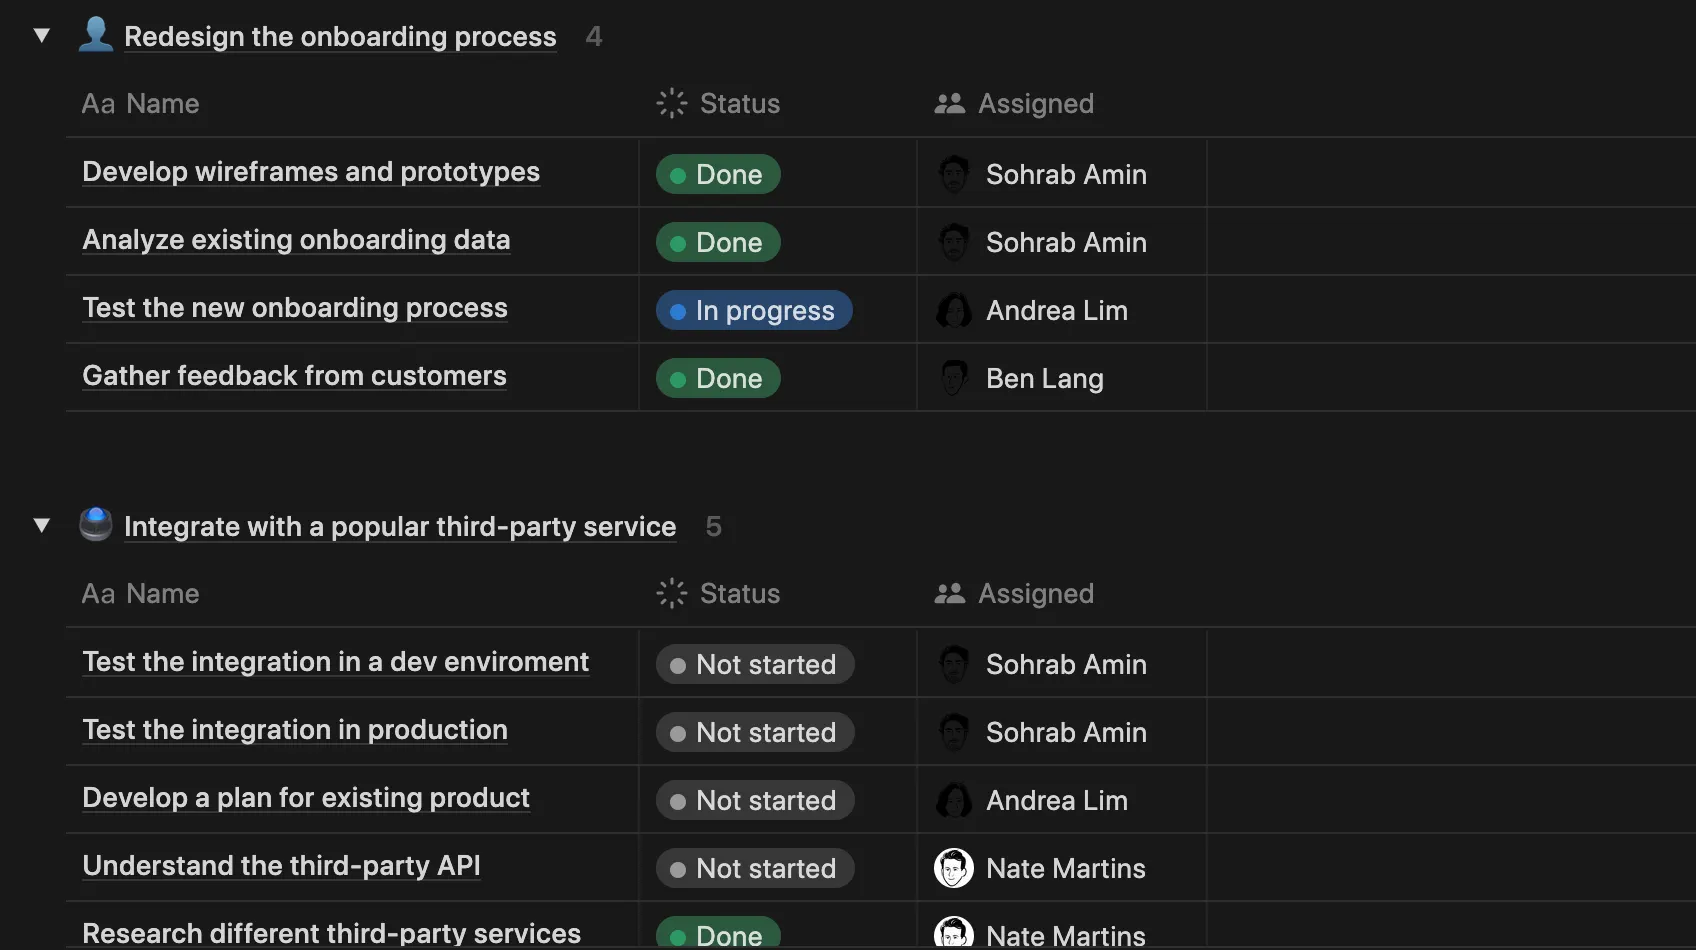 Redesign the onboarding process 4
Aa Name Status Assigned
Develop wireframes and prototypes Done Sohrab Amin
Analyze existing onboarding data Done Sohrab Amin
Test the new onboarding process In progress Andrea Lim
Gather feedback from customers Done Ben Lang
Integrate with a popular third-party service 5
Aa Name Status Assigned
Test the integration in a dev enviroment Not started Sohrab Amin
Test the integration in production Not started Sohrab Amin
Develop a plan for existing product Not started Andrea Lim
Understand the third-party API Not started Nate Martins
Research different third-party services Done Nate Martins